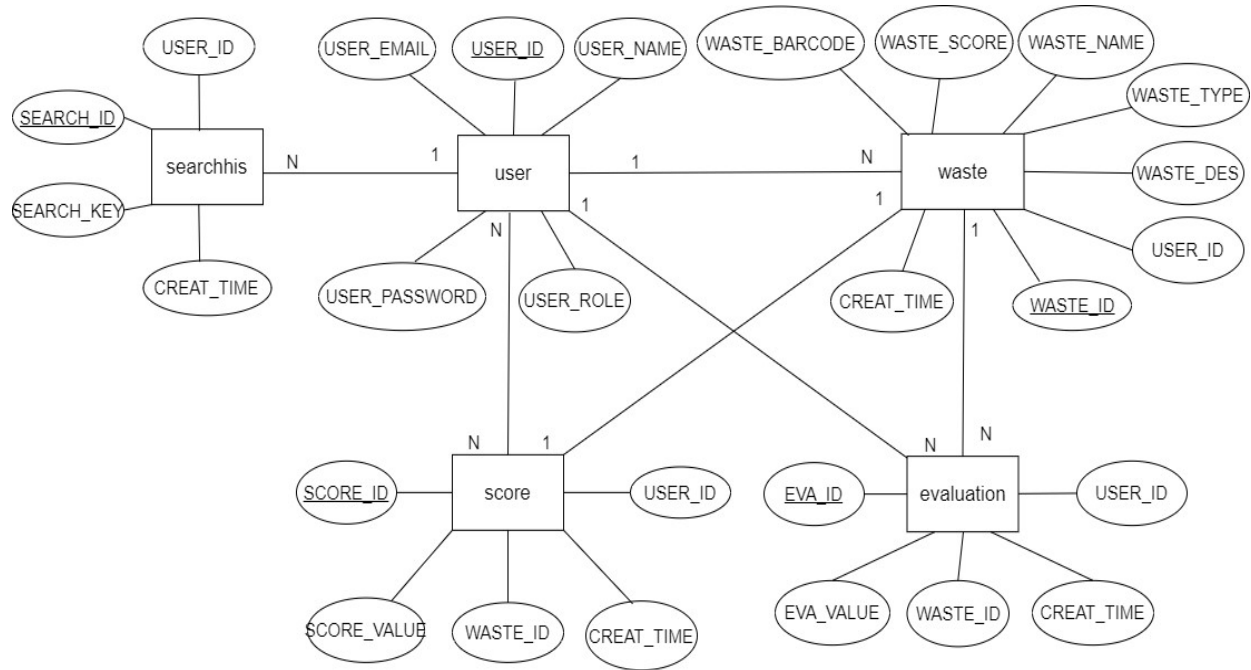 USER_ID
USER_EMAIL
USER_ID
USER_NAME
WASTE_BARCODE
WASTE_SCORE
WASTE_NAME
WASTE_TYPE
SEARCH_ID
searchhis
N
1
user
1
N
waste
WASTE_DES
SEARCH_KEY
N
1
1
1
USER_ID
CREAT_TIME
USER_PASSWORD
USER_ROLE
CREAT_TIME
WASTE_ID
N
1
N
N
SCORE_ID
score
USER_ID
EVA_ID
evaluation
USER_ID
SCORE_VALUE
WASTE_ID
CREAT_TIME
EVA_VALUE
WASTE_ID
CREAT_TIME